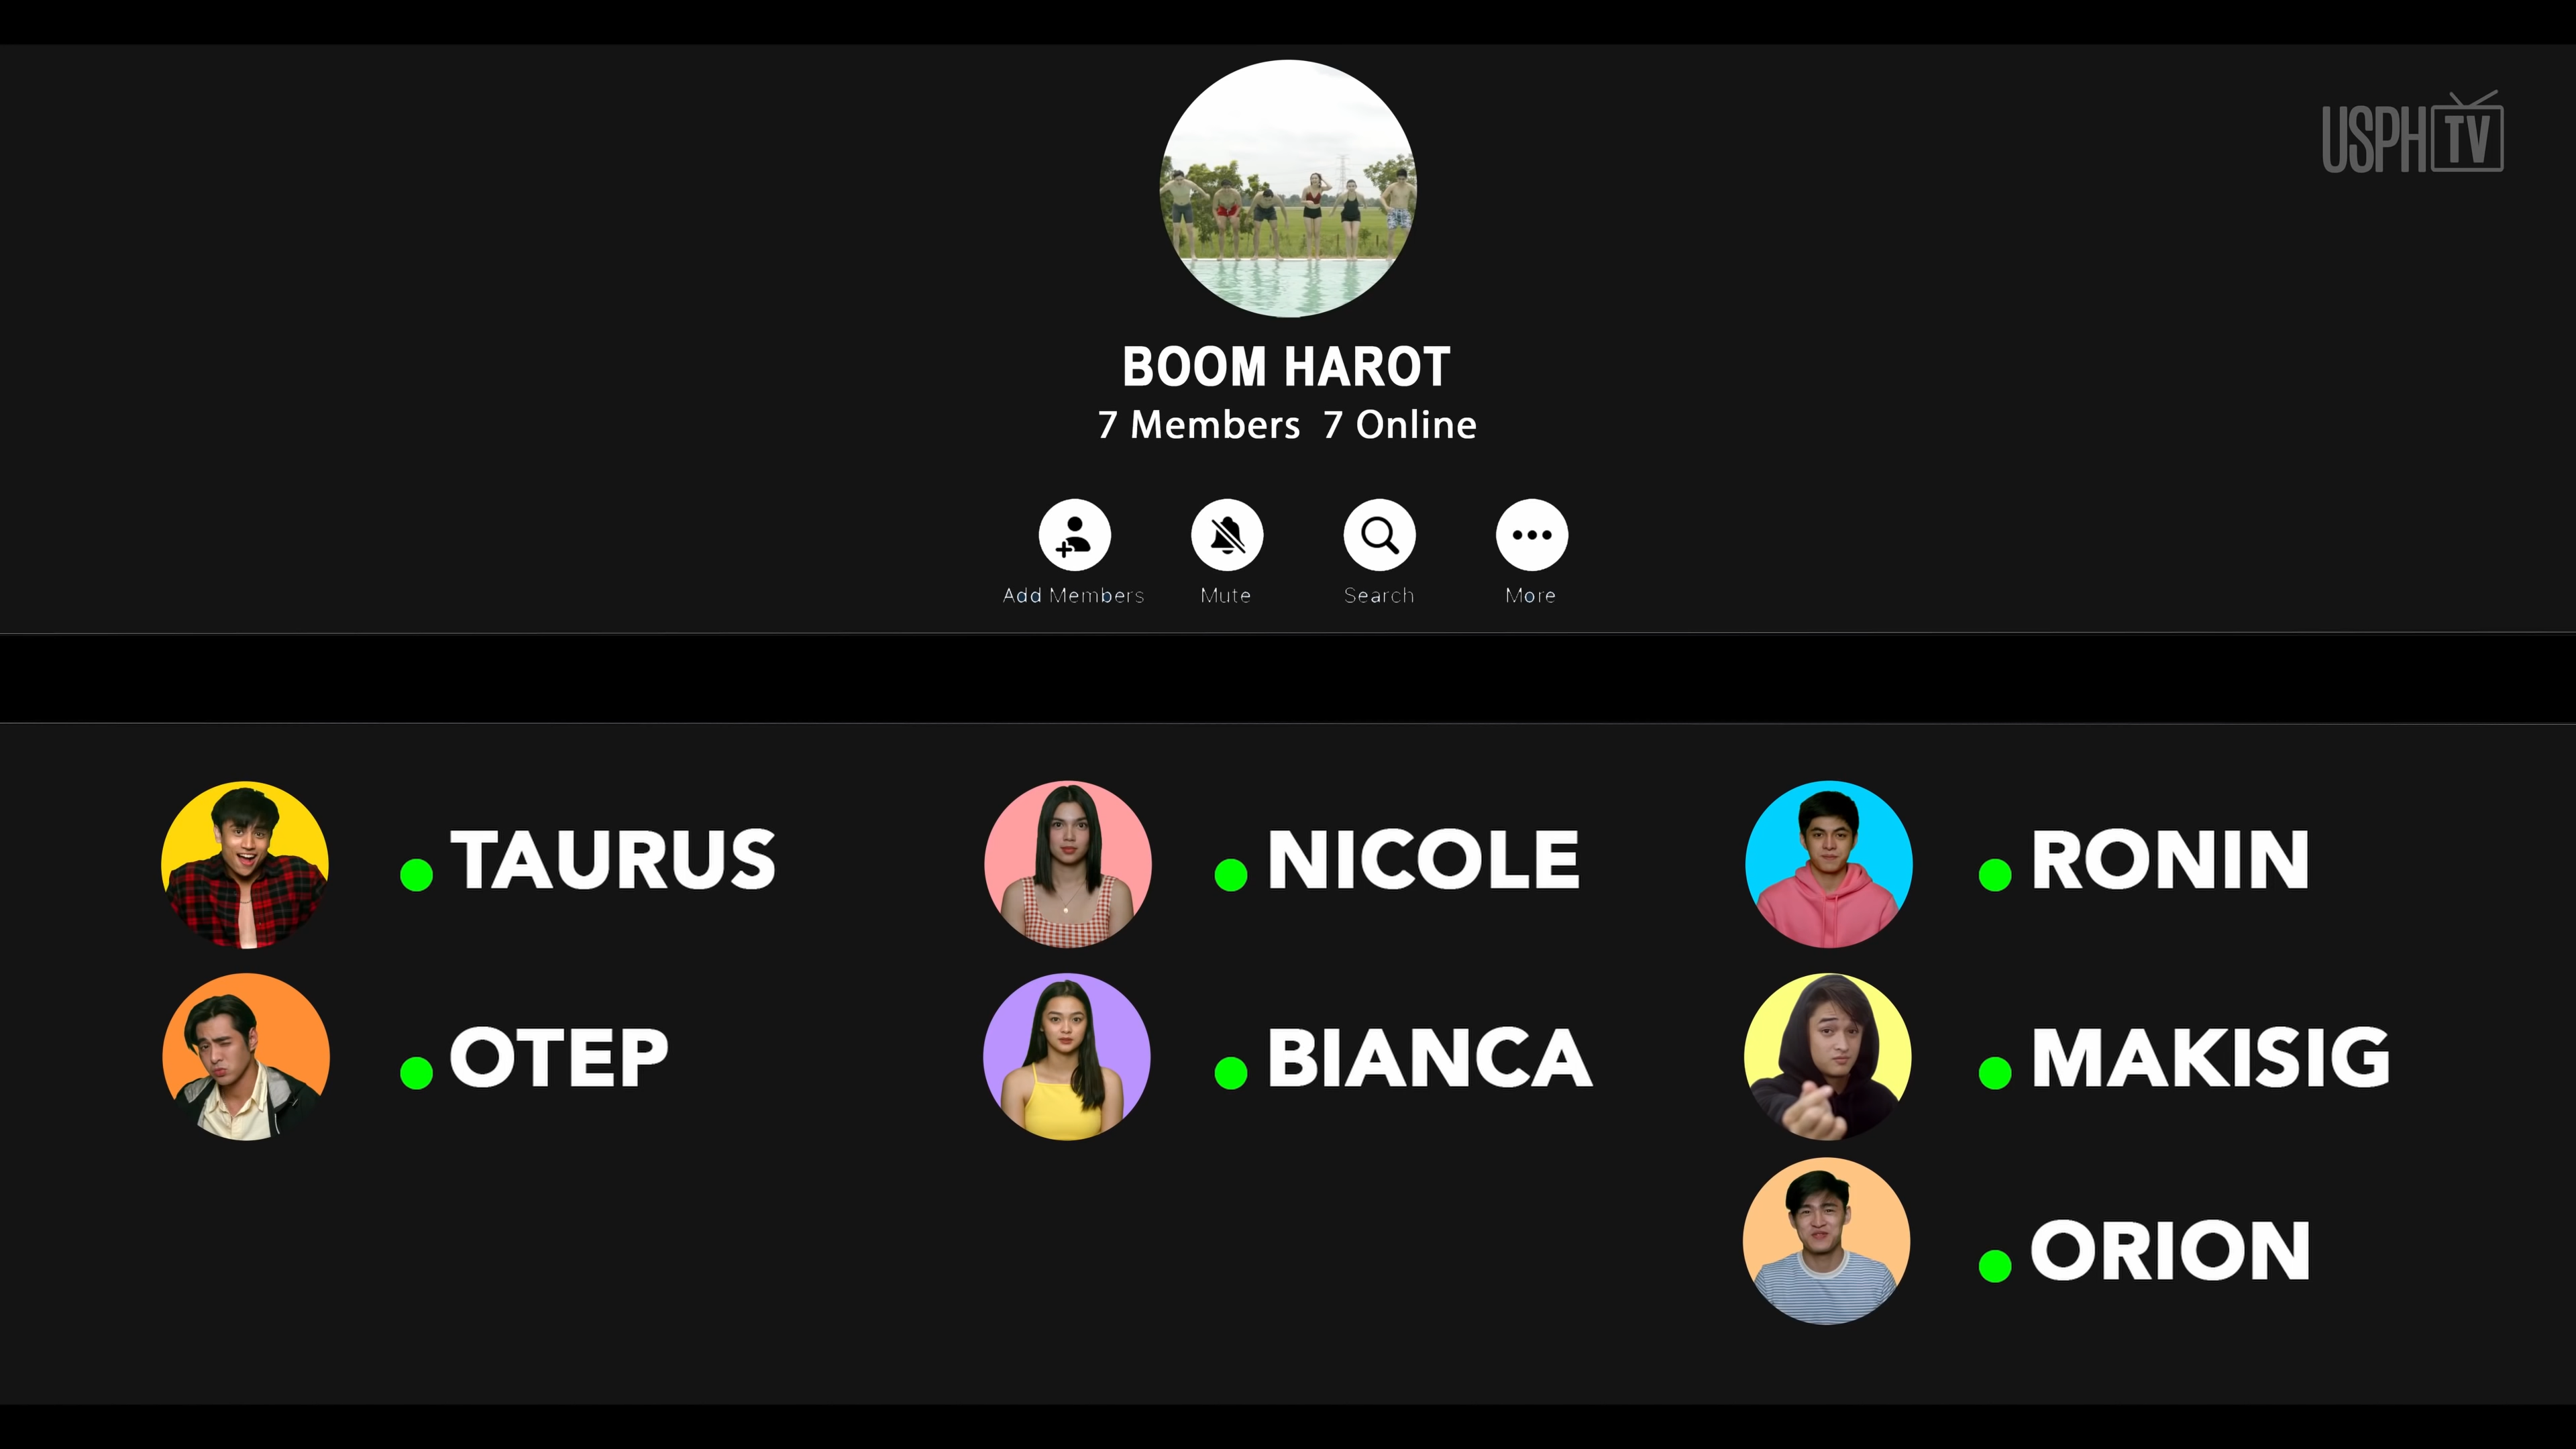 USPH TV
BOOM HAROT
7 Members 7 Online
Add Members Mute Search More
TAURUS NICOLE RONIN
OTEP BIANCA MAKISIG
ORION